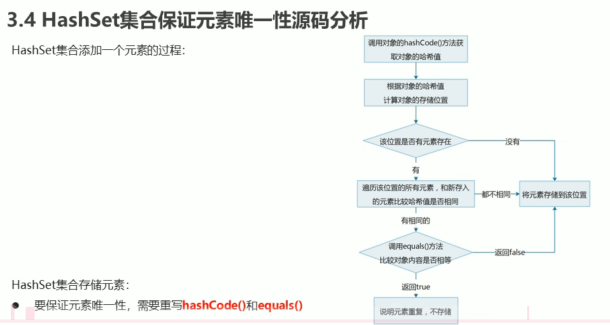 3.4 HashSet集合保证元素唯一性源码分析
HashSet集合添加一个元素的过程：
调用对象的hashCode()方法获
取对象的哈希值
根据对象的哈希值
计算对象的存储位置
该位置是否有元素存在
没有
有
遍历该位置的所有元素，和新存入
的元素比较哈希值是否相同
都不相同
将元素存储到该位置
有相同的
调用equals()方法
比较对象内容是否相等
返回false
返回true
说明元素重复，不存储
HashSet集合存储元素：
● 要保证元素唯一性，需要重写hashCode()和equals()